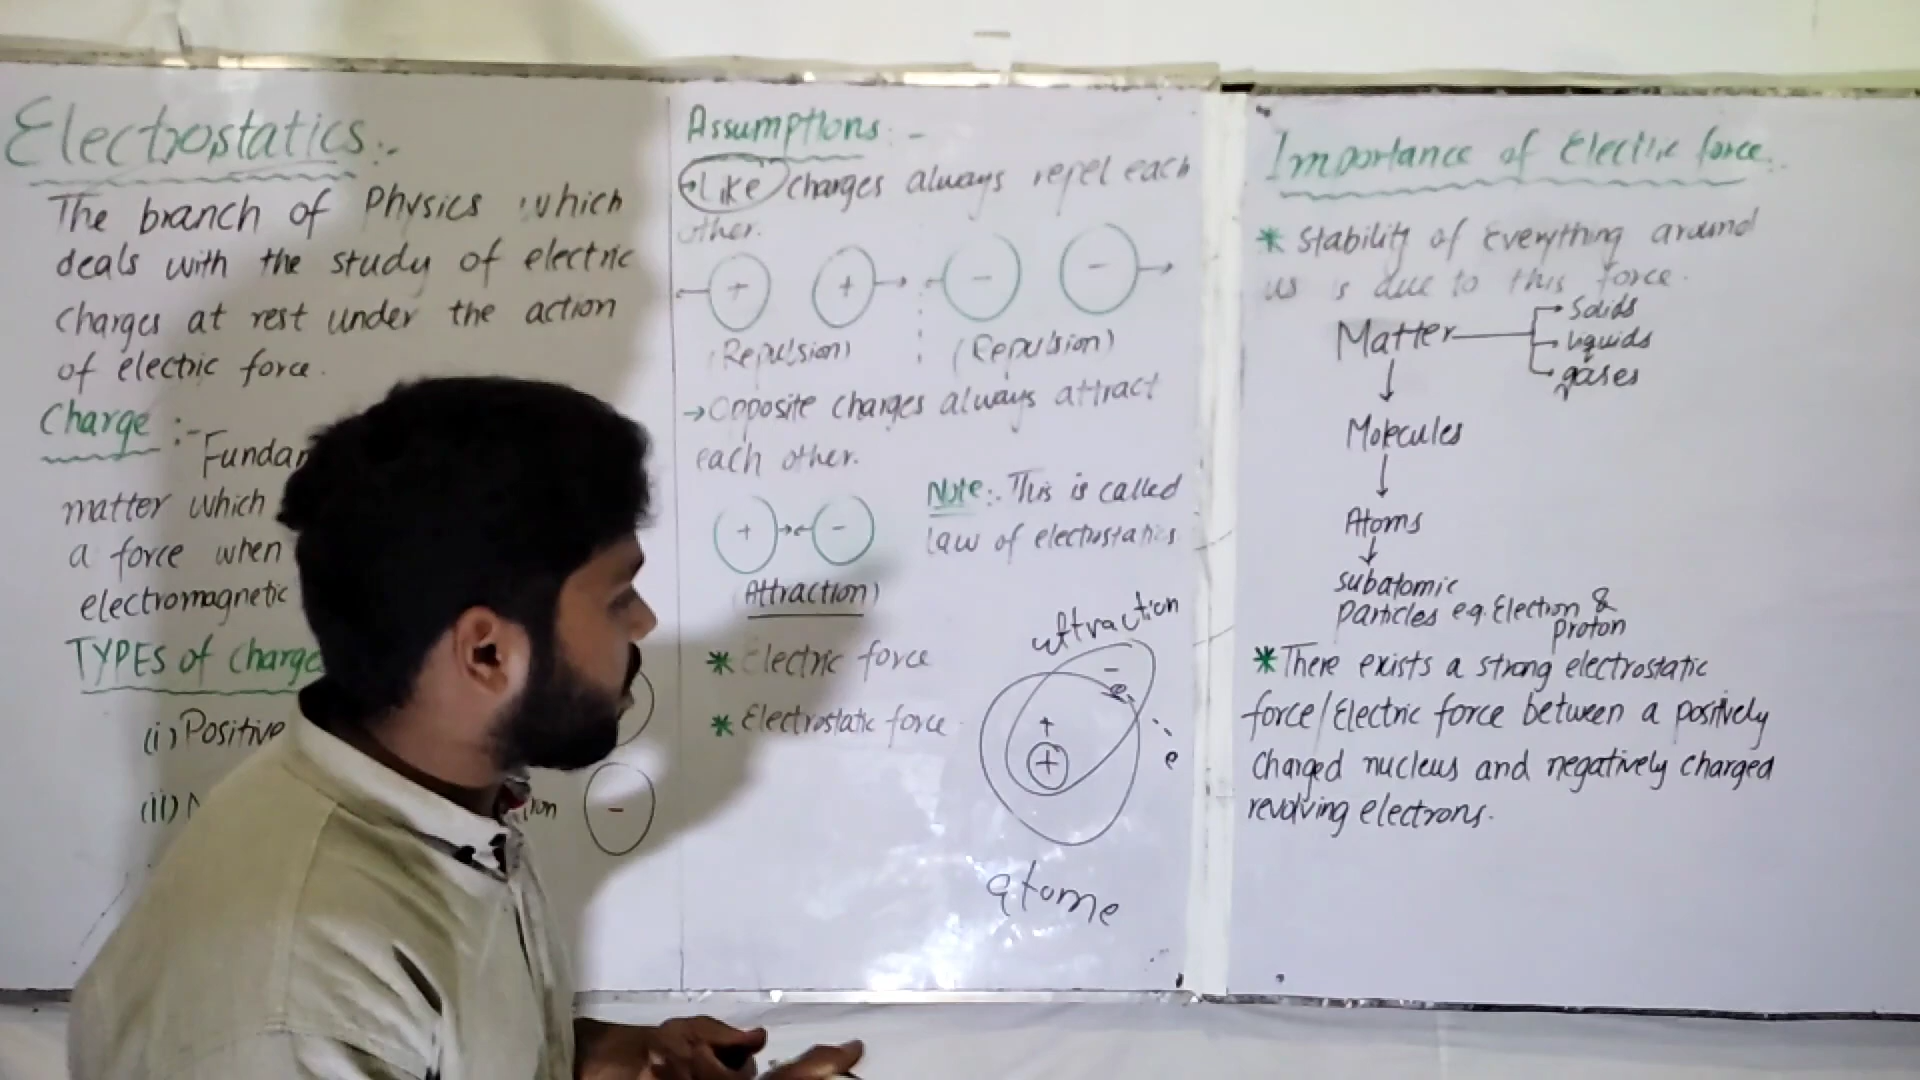 Electrostatics:-
The branch of Physics which
deals with the study of electric
charges at rest under the action
of electric force.
Charge :-
matter which
a force when
electromagnetic
TYPES of Charge
(i) Positive
(ii)
-
Assumptions: -
→Like charges always repel each
other.
+ + - -
(Repulsion) (Repulsion)
→Opposite charges always attract
each other.
+ -
(Attraction)
Note:. This is called
law of electrostatics
* Electric force
* Electrostatic force
attraction
-
e
+
+
e
atome
Importance of Electric force:.
* Stability of Everything around
us is due to this force.
Matter
Solids
liquids
gases
Molecules
Atoms
subatomic
Particles eg. Electron &
proton
* There exists a strong electrostatic
force/Electric force between a positively
charged nucleus and negatively charged
revolving electrons.